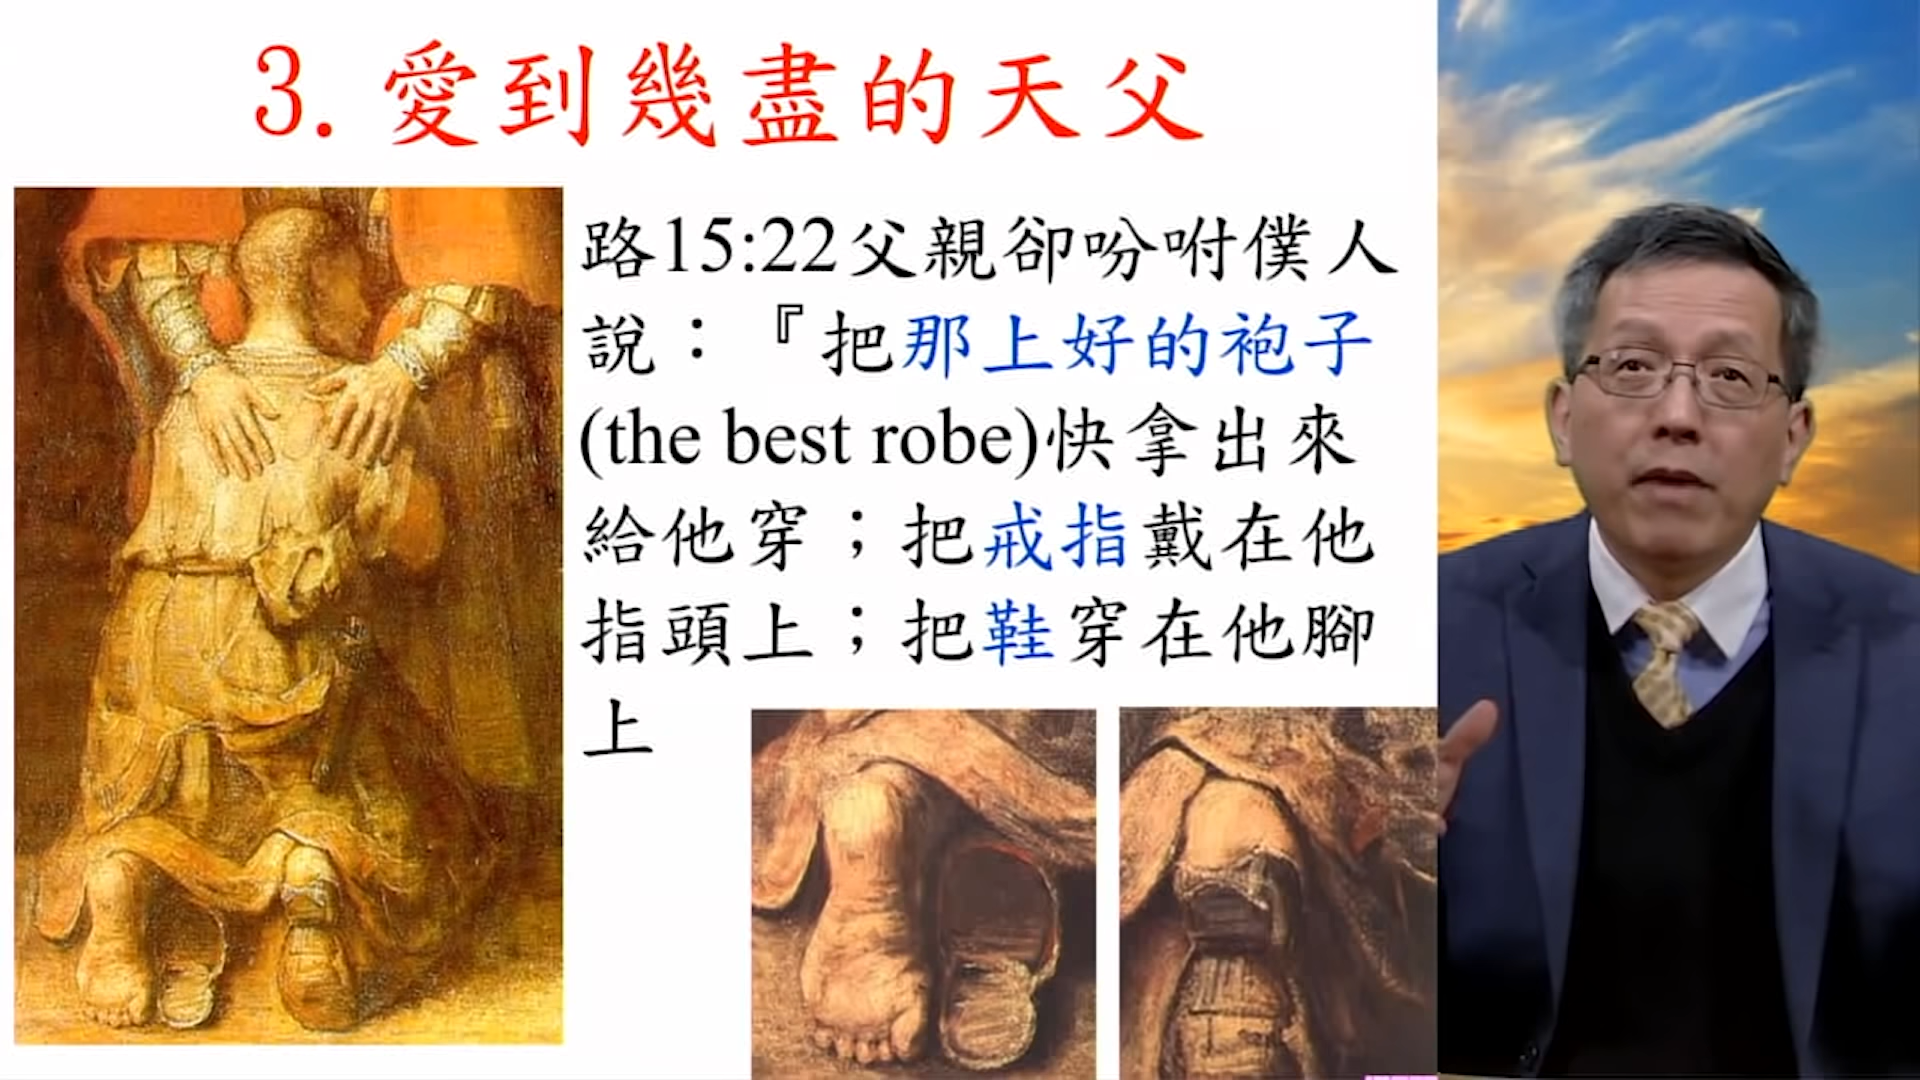 3. 愛到幾盡的天父
路15:22父親卻吩咐僕人
說：『把那上好的袍子
(the best robe)快拿出來
給他穿；把戒指戴在他
指頭上；把鞋穿在他腳
上